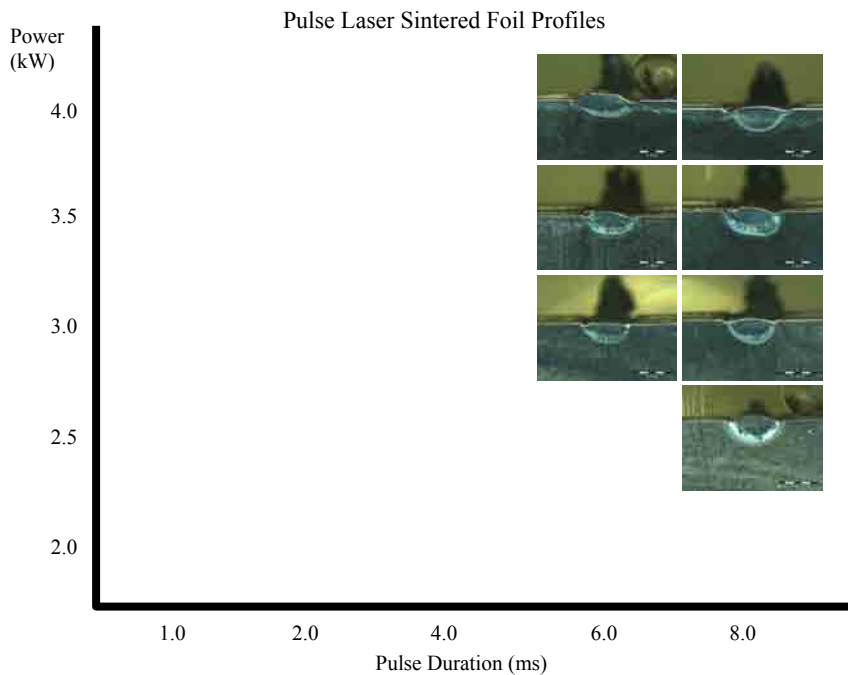 Pulse Laser Sintered Foil Profiles
Power
(kW)
4.0
3.5
3.0
2.5
2.0
1.0 2.0 4.0 6.0 8.0
Pulse Duration (ms)